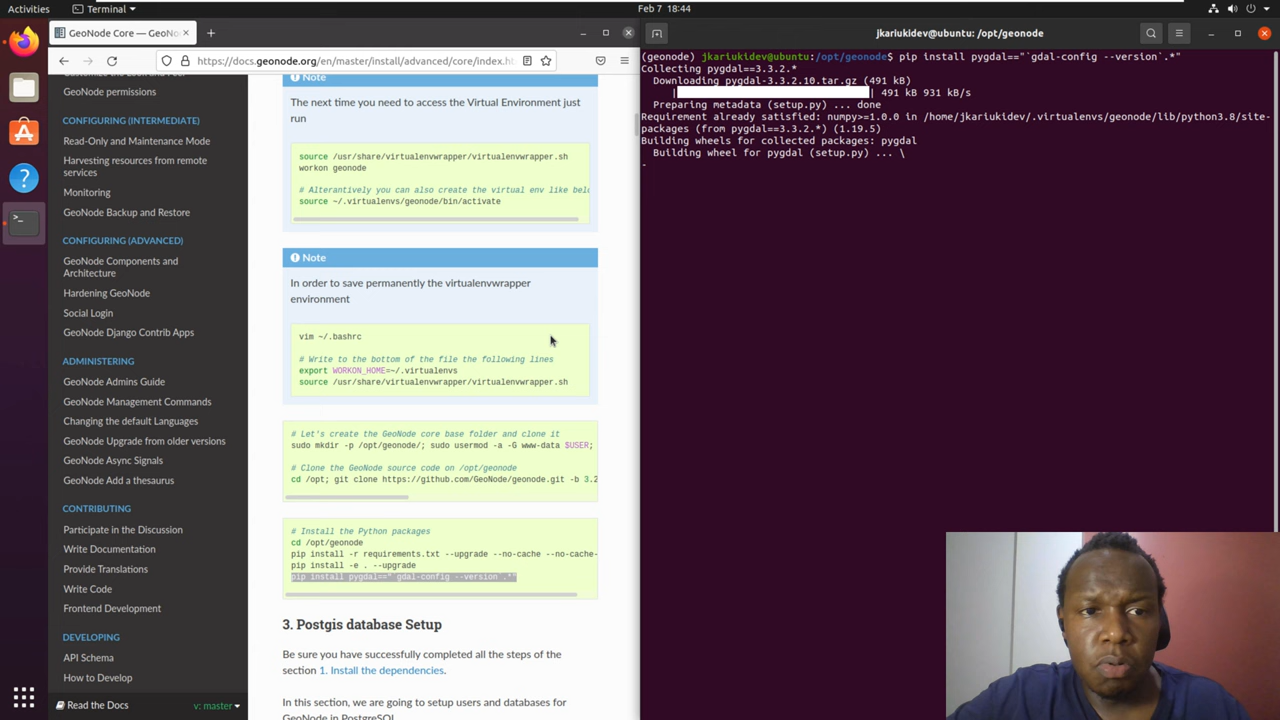 Activities
Terminal
Feb 7 18:44
GeoNode Core — GeoNo
https://docs.geonode.org/en/master/install/advanced/core/index.ht
GeoNode permissions
CONFIGURING (INTERMEDIATE)
Read-Only and Maintenance Mode
Harvesting resources from remote
services
Monitoring
GeoNode Backup and Restore
CONFIGURING (ADVANCED)
GeoNode Components and
Architecture
Hardening GeoNode
Social Login
GeoNode Django Contrib Apps
ADMINISTERING
GeoNode Admins Guide
GeoNode Management Commands
Changing the default Languages
GeoNode Upgrade from older versions
GeoNode Async Signals
GeoNode Add a thesaurus
CONTRIBUTING
Participate in the Discussion
Write Documentation
Provide Translations
Write Code
Frontend Development
DEVELOPING
API Schema
How to Develop
Read the Docs
v: master
Note
The next time you need to access the Virtual Environment just
run
source /usr/share/virtualenvwrapper/virtualenvwrapper.sh
workon geonode
# Alterantively you can also create the virtual env like belo
source ~/.virtualenvs/geonode/bin/activate
Note
In order to save permanently the virtualenvwrapper
environment
vim ~/.bashrc
# Write to the bottom of the file the following lines
export WORKON_HOME=~/.virtualenvs
source /usr/share/virtualenvwrapper/virtualenvwrapper.sh
# Let's create the GeoNode core base folder and clone it
sudo mkdir -p /opt/geonode/; sudo usermod -a -G www-data $USER;
# Clone the GeoNode source code on /opt/geonode
cd /opt; git clone https://github.com/GeoNode/geonode.git -b 3.2
# Install the Python packages
cd /opt/geonode
pip install -r requirements.txt --upgrade --no-cache --no-cache-
pip install -e . --upgrade
pip install pygdal=="`gdal-config --version`.*"
3. Postgis database Setup
Be sure you have successfully completed all the steps of the
section 1. Install the dependencies.
In this section, we are going to setup users and databases for
GeoNode in PostgreSQL.
jkariukidev@ubuntu: /opt/geonode
(geonode) jkariukidev@ubuntu:/opt/geonode$ pip install pygdal=="`gdal-config --version`.*"
Collecting pygdal==3.3.2.*
Downloading pygdal-3.3.2.10.tar.gz (491 kB)
| | 491 kB 931 kB/s
Preparing metadata (setup.py) ... done
Requirement already satisfied: numpy>=1.0.0 in /home/jkariukidev/.virtualenvs/geonode/lib/python3.8/site-
packages (from pygdal==3.3.2.*) (1.19.5)
Building wheels for collected packages: pygdal
Building wheel for pygdal (setup.py) ... \
-